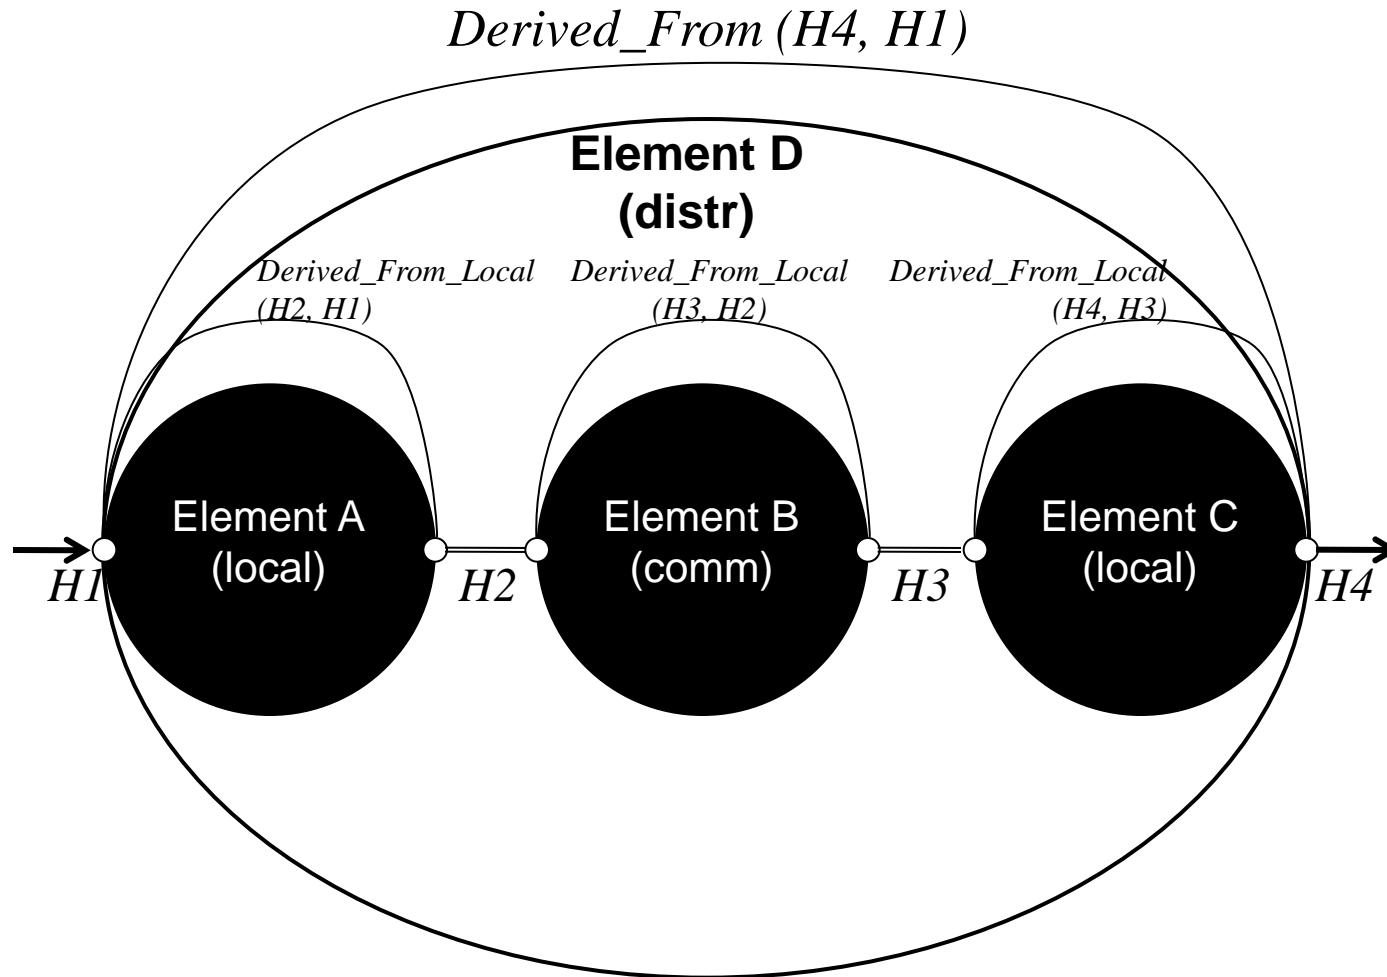 Derived_From (H4, H1)
Element D
(distr)
Derived_From_Local
(H2, H1)
Derived_From_Local
(H3, H2)
Derived_From_Local
(H4, H3)
Element A
(local)
Element B
(comm)
Element C
(local)
H1
H2
H3
H4